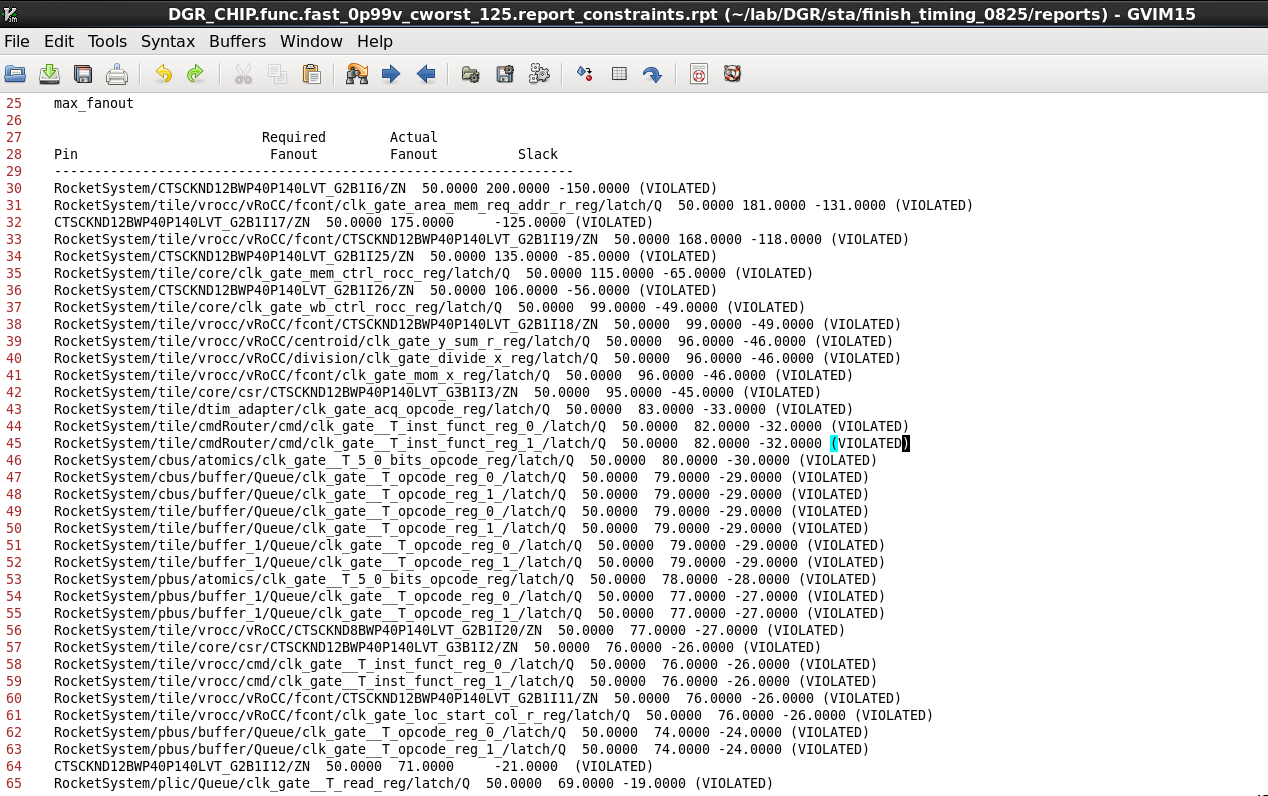 DGR_CHIP.func.fast_0p99v_cworst_125.report_constraints.rpt (~/lab/DGR/sta/finish_timing_0825/reports) - GVIM15
File Edit Tools Syntax Buffers Window Help
25 max_fanout
26
27 Required Actual
28 Pin Fanout Fanout Slack
29 -----------------------------------------------------------------
30 RocketSystem/CTSCKND12BWP40P140LVT_G2B1I6/ZN 50.0000 200.0000 -150.0000 (VIOLATED)
31 RocketSystem/tile/vrocc/vRoCC/fcont/clk_gate_area_mem_req_addr_r_reg/latch/Q 50.0000 181.0000 -131.0000 (VIOLATED)
32 CTSCKND12BWP40P140LVT_G2B1I17/ZN 50.0000 175.0000 -125.0000 (VIOLATED)
33 RocketSystem/tile/vrocc/vRoCC/fcont/CTSCKND12BWP40P140LVT_G2B1I19/ZN 50.0000 168.0000 -118.0000 (VIOLATED)
34 RocketSystem/CTSCKND12BWP40P140LVT_G2B1I25/ZN 50.0000 135.0000 -85.0000 (VIOLATED)
35 RocketSystem/tile/core/clk_gate_mem_ctrl_rocc_reg/latch/Q 50.0000 115.0000 -65.0000 (VIOLATED)
36 RocketSystem/CTSCKND12BWP40P140LVT_G2B1I26/ZN 50.0000 106.0000 -56.0000 (VIOLATED)
37 RocketSystem/tile/core/clk_gate_wb_ctrl_rocc_reg/latch/Q 50.0000 99.0000 -49.0000 (VIOLATED)
38 RocketSystem/tile/vrocc/vRoCC/fcont/CTSCKND12BWP40P140LVT_G2B1I18/ZN 50.0000 99.0000 -49.0000 (VIOLATED)
39 RocketSystem/tile/vrocc/vRoCC/centroid/clk_gate_y_sum_r_reg/latch/Q 50.0000 96.0000 -46.0000 (VIOLATED)
40 RocketSystem/tile/vrocc/vRoCC/division/clk_gate_divide_x_reg/latch/Q 50.0000 96.0000 -46.0000 (VIOLATED)
41 RocketSystem/tile/vrocc/vRoCC/fcont/clk_gate_mom_x_reg/latch/Q 50.0000 96.0000 -46.0000 (VIOLATED)
42 RocketSystem/tile/core/csr/CTSCKND12BWP40P140LVT_G3B1I3/ZN 50.0000 95.0000 -45.0000 (VIOLATED)
43 RocketSystem/tile/dtim_adapter/clk_gate_acq_opcode_reg/latch/Q 50.0000 83.0000 -33.0000 (VIOLATED)
44 RocketSystem/tile/cmdRouter/cmd/clk_gate__T_inst_funct_reg_0_/latch/Q 50.0000 82.0000 -32.0000 (VIOLATED)
45 RocketSystem/tile/cmdRouter/cmd/clk_gate__T_inst_funct_reg_1_/latch/Q 50.0000 82.0000 -32.0000 (VIOLATED)
46 RocketSystem/cbus/atomics/clk_gate__T_5_0_bits_opcode_reg/latch/Q 50.0000 80.0000 -30.0000 (VIOLATED)
47 RocketSystem/cbus/buffer/Queue/clk_gate__T_opcode_reg_0_/latch/Q 50.0000 79.0000 -29.0000 (VIOLATED)
48 RocketSystem/cbus/buffer/Queue/clk_gate__T_opcode_reg_1_/latch/Q 50.0000 79.0000 -29.0000 (VIOLATED)
49 RocketSystem/tile/buffer/Queue/clk_gate__T_opcode_reg_0_/latch/Q 50.0000 79.0000 -29.0000 (VIOLATED)
50 RocketSystem/tile/buffer/Queue/clk_gate__T_opcode_reg_1_/latch/Q 50.0000 79.0000 -29.0000 (VIOLATED)
51 RocketSystem/tile/buffer_1/Queue/clk_gate__T_opcode_reg_0_/latch/Q 50.0000 79.0000 -29.0000 (VIOLATED)
52 RocketSystem/tile/buffer_1/Queue/clk_gate__T_opcode_reg_1_/latch/Q 50.0000 79.0000 -29.0000 (VIOLATED)
53 RocketSystem/pbus/atomics/clk_gate__T_5_0_bits_opcode_reg/latch/Q 50.0000 78.0000 -28.0000 (VIOLATED)
54 RocketSystem/pbus/buffer_1/Queue/clk_gate__T_opcode_reg_0_/latch/Q 50.0000 77.0000 -27.0000 (VIOLATED)
55 RocketSystem/pbus/buffer_1/Queue/clk_gate__T_opcode_reg_1_/latch/Q 50.0000 77.0000 -27.0000 (VIOLATED)
56 RocketSystem/tile/vrocc/vRoCC/CTSCKND8BWP40P140LVT_G2B1I20/ZN 50.0000 77.0000 -27.0000 (VIOLATED)
57 RocketSystem/tile/core/csr/CTSCKND12BWP40P140LVT_G3B1I2/ZN 50.0000 76.0000 -26.0000 (VIOLATED)
58 RocketSystem/tile/vrocc/cmd/clk_gate__T_inst_funct_reg_0_/latch/Q 50.0000 76.0000 -26.0000 (VIOLATED)
59 RocketSystem/tile/vrocc/cmd/clk_gate__T_inst_funct_reg_1_/latch/Q 50.0000 76.0000 -26.0000 (VIOLATED)
60 RocketSystem/tile/vrocc/vRoCC/fcont/CTSCKND12BWP40P140LVT_G2B1I11/ZN 50.0000 76.0000 -26.0000 (VIOLATED)
61 RocketSystem/tile/vrocc/vRoCC/fcont/clk_gate_loc_start_col_r_reg/latch/Q 50.0000 76.0000 -26.0000 (VIOLATED)
62 RocketSystem/pbus/buffer/Queue/clk_gate__T_opcode_reg_0_/latch/Q 50.0000 74.0000 -24.0000 (VIOLATED)
63 RocketSystem/pbus/buffer/Queue/clk_gate__T_opcode_reg_1_/latch/Q 50.0000 74.0000 -24.0000 (VIOLATED)
64 CTSCKND12BWP40P140LVT_G2B1I12/ZN 50.0000 71.0000 -21.0000 (VIOLATED)
65 RocketSystem/plic/Queue/clk_gate__T_read_reg/latch/Q 50.0000 69.0000 -19.0000 (VIOLATED)